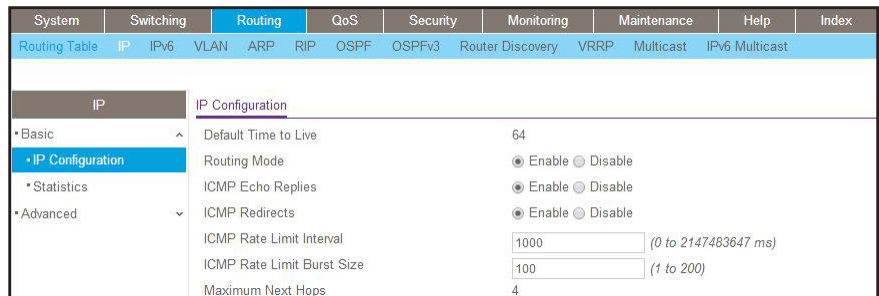 System Switching Routing QoS Security Monitoring Maintenance Help Index
Routing Table IP IPv6 VLAN ARP RIP OSPF OSPFv3 Router Discovery VRRP Multicast IPv6 Multicast
IP
Basic
IP Configuration
Statistics
Advanced
IP Configuration
Default Time to Live 64
Routing Mode Enable Disable
ICMP Echo Replies Enable Disable
ICMP Redirects Enable Disable
ICMP Rate Limit Interval 1000 (0 to 2147483647 ms)
ICMP Rate Limit Burst Size 100 (1 to 200)
Maximum Next Hops 4